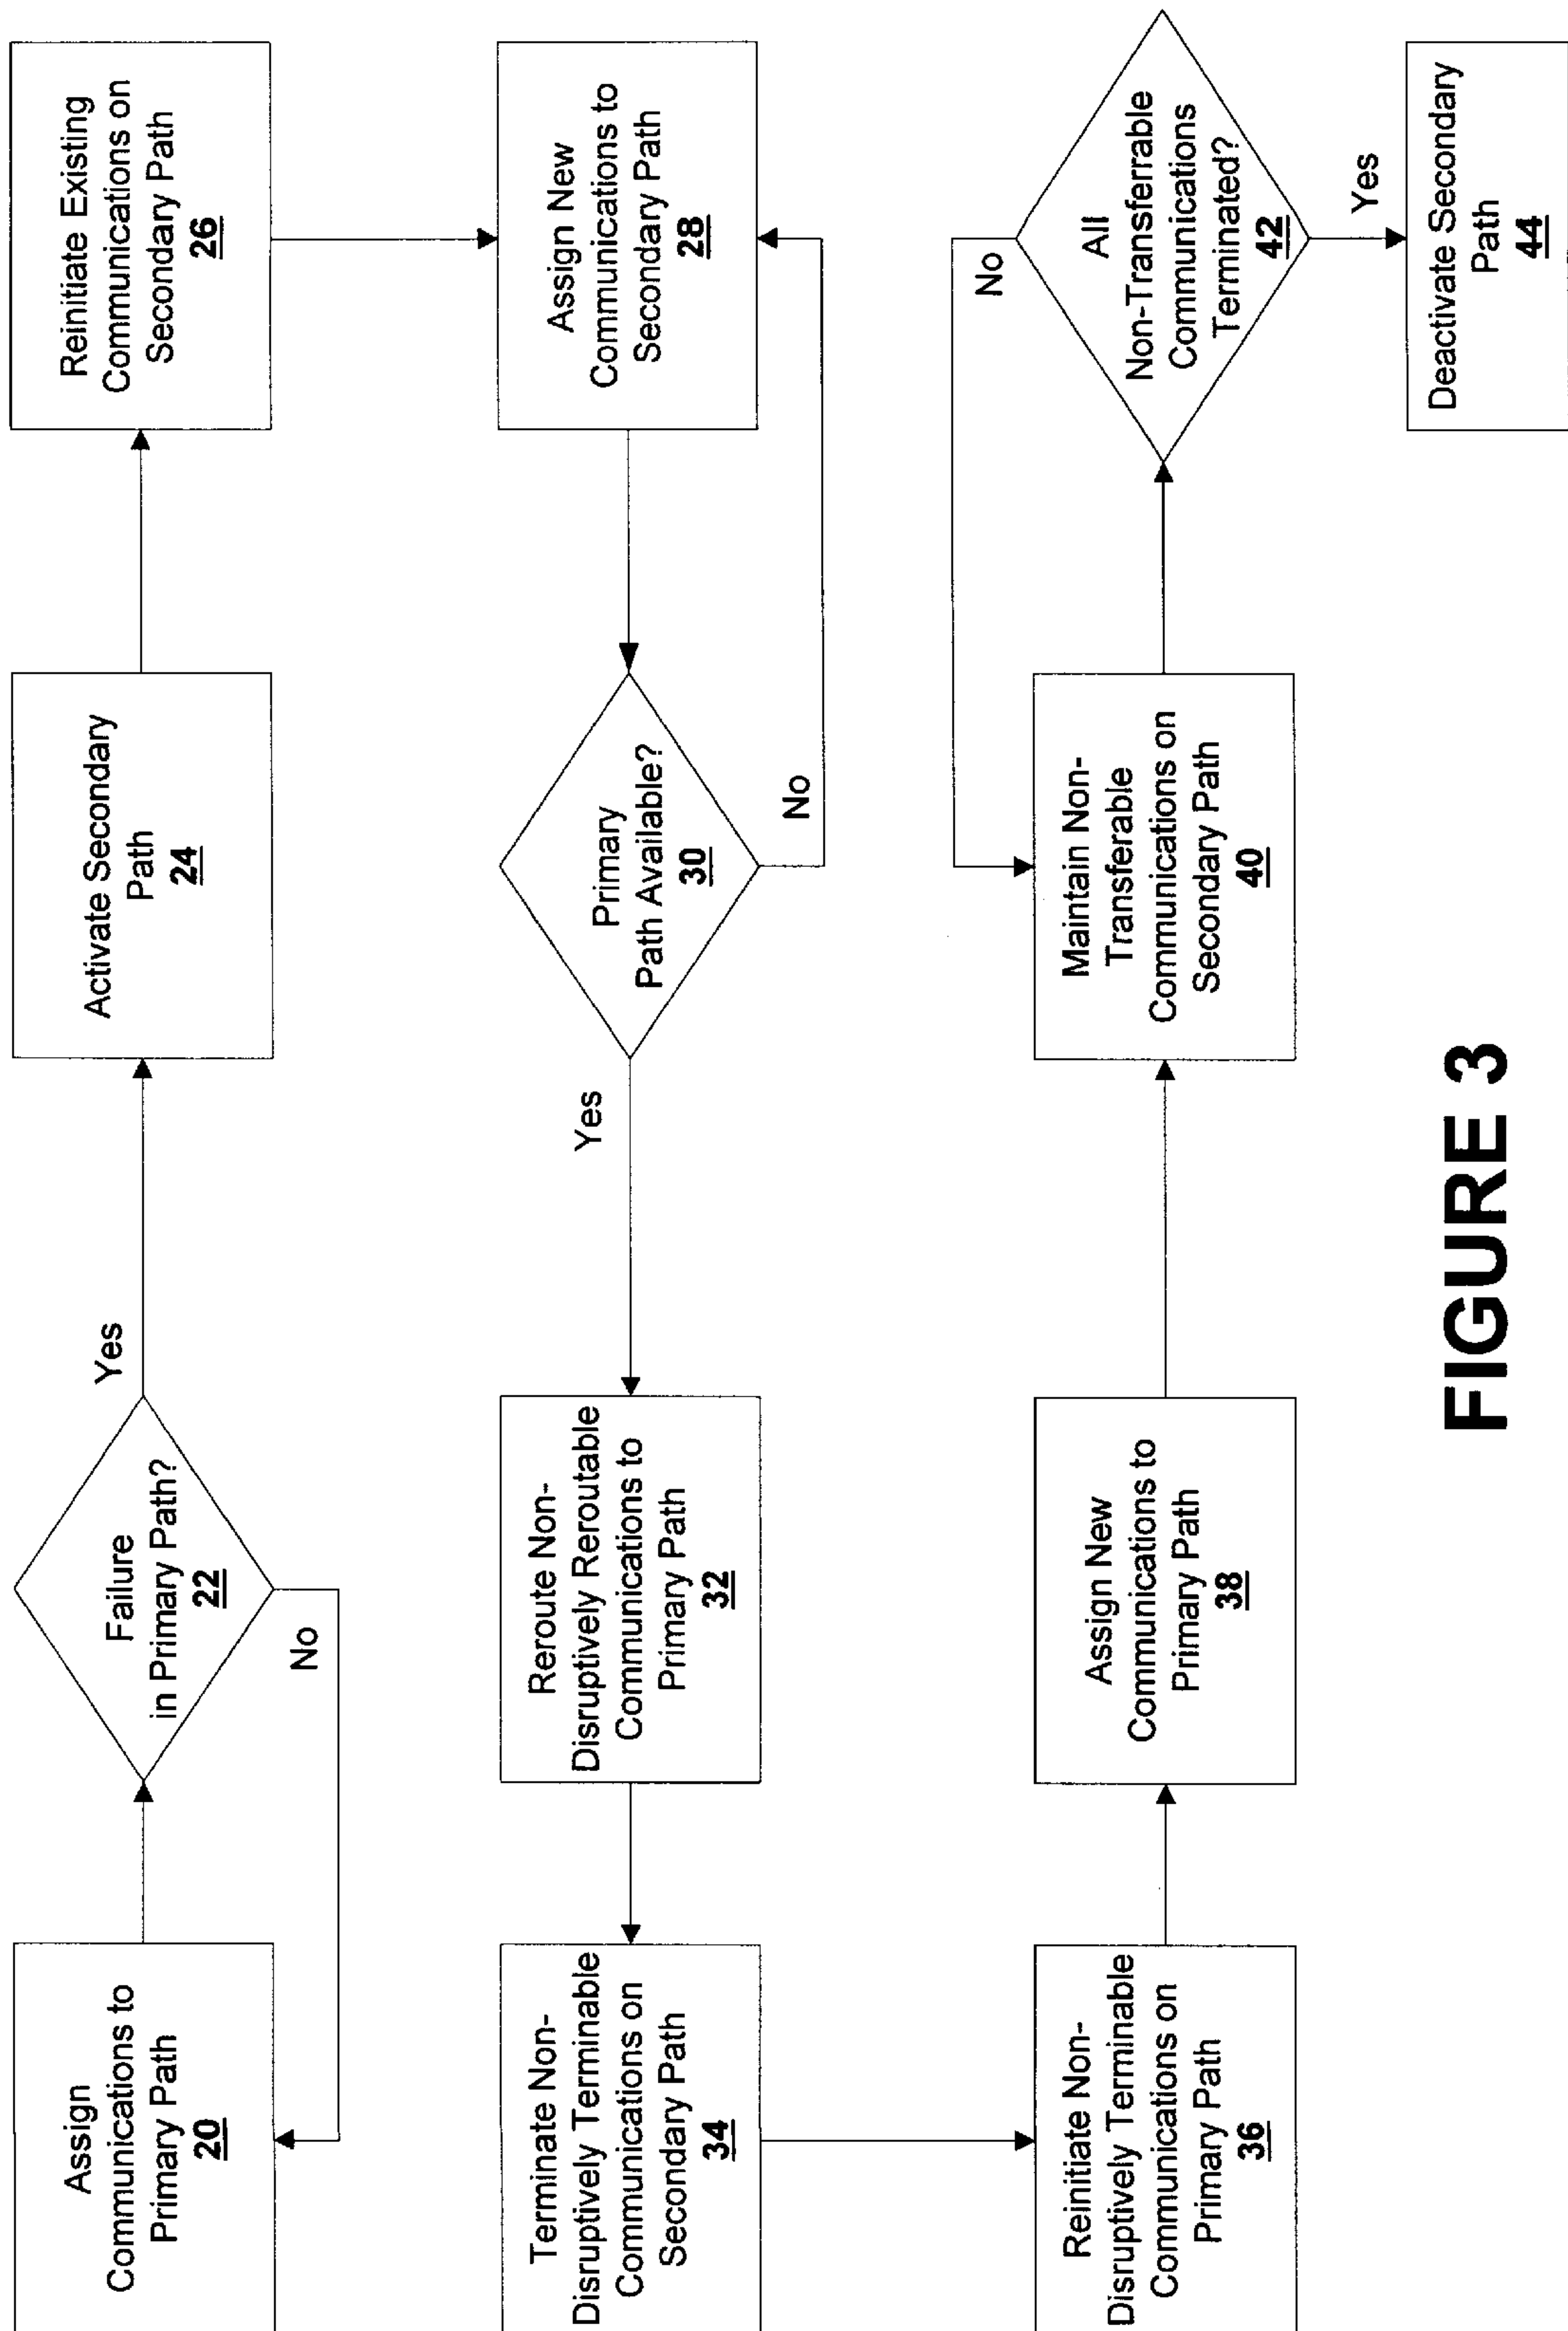 Assign
Communications to
Primary Path
20
Failure
in Primary Path?
22
Yes
No
Activate Secondary
Path
24
Reinitiate Existing
Communications on
Secondary Path
26
Assign New
Communications to
Secondary Path
28
Primary
Path Available?
30
No
Yes
Reroute Non-
Disruptively Reroutable
Communications to
Primary Path
32
Terminate Non-
Disruptively Terminable
Communications on
Secondary Path
34
Reinitiate Non-
Disruptively Terminable
Communications on
Primary Path
36
Assign New
Communications to
Primary Path
38
Maintain Non-
Transferable
Communications on
Secondary Path
40
No
All
Non-Transferrable
Communications
Terminated?
42
Yes
Deactivate Secondary
Path
44
FIGURE 3